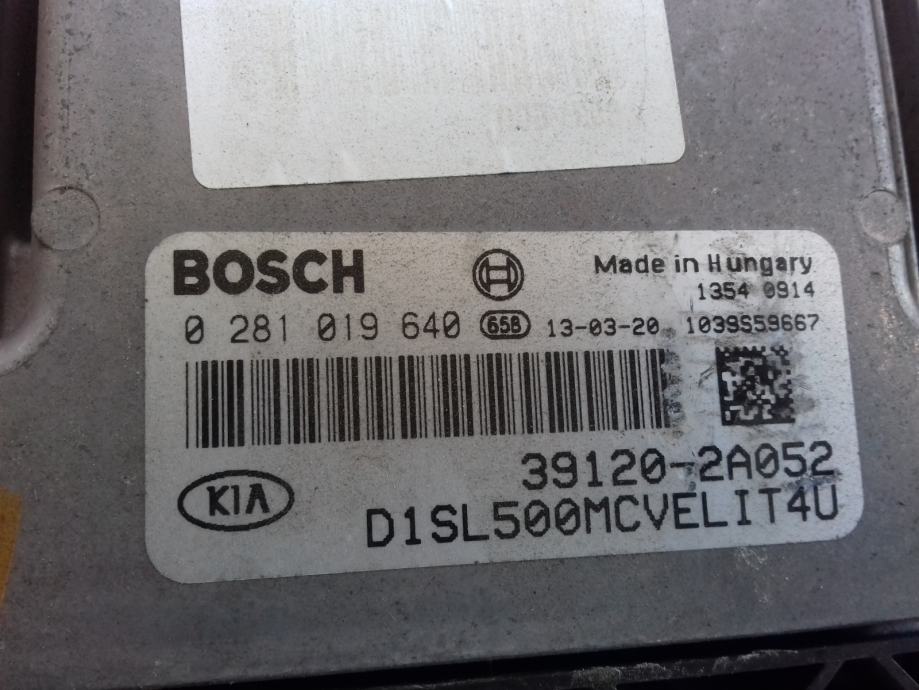 BOSCH
Made in Hungary
1354 0914
0 281 019 640 658 13-03-20 1039S59667
39120-2A052
KIA
D1SL500MCVELIT4U